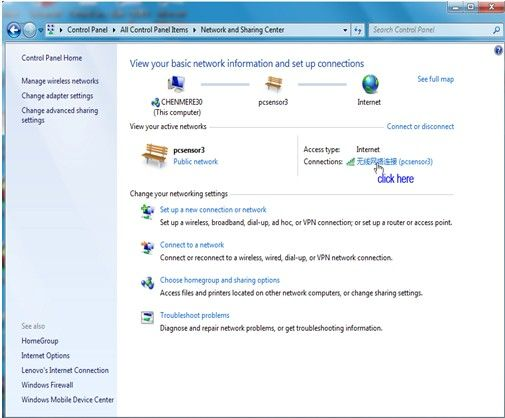 Control Panel ▸ All Control Panel Items ▸ Network and Sharing Center
Search Control Panel
Control Panel Home
Manage wireless networks
Change adapter settings
Change advanced sharing
settings
View your basic network information and set up connections
See full map
CHENMERE30
(This computer)
pcsensor3
Internet
View your active networks
Connect or disconnect
pcsensor3
Public network
Access type: Internet
Connections: 无线网络连接 (pcsensor3)
click here
Change your networking settings
Set up a new connection or network
Set up a wireless, broadband, dial-up, ad hoc, or VPN connection; or set up a router or access point.
Connect to a network
Connect or reconnect to a wireless, wired, dial-up, or VPN network connection.
Choose homegroup and sharing options
Access files and printers located on other network computers, or change sharing settings.
Troubleshoot problems
Diagnose and repair network problems, or get troubleshooting information.
See also
HomeGroup
Internet Options
Lenovo's Internet Connection
Windows Firewall
Windows Mobile Device Center